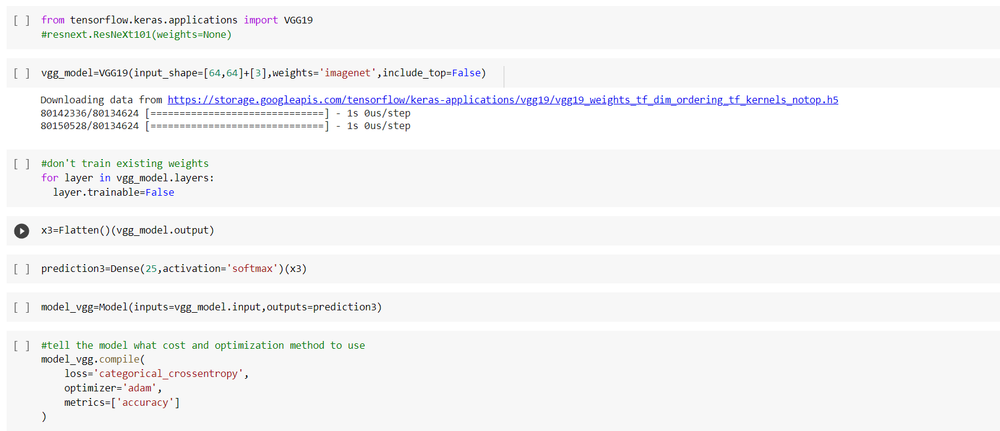 [ ] from tensorflow.keras.applications import VGG19
#resnext.ResNeXt101(weights=None)
[ ] vgg_model=VGG19(input_shape=[64,64]+[3],weights='imagenet',include_top=False)
Downloading data from https://storage.googleapis.com/tensorflow/keras-applications/vgg19/vgg19_weights_tf_dim_ordering_tf_kernels_notop.h5
80142336/80134624 [==============================] - 1s 0us/step
80150528/80134624 [==============================] - 1s 0us/step
[ ] #don't train existing weights
for layer in vgg_model.layers:
  layer.trainable=False
x3=Flatten()(vgg_model.output)
[ ] prediction3=Dense(25,activation='softmax')(x3)
[ ] model_vgg=Model(inputs=vgg_model.input,outputs=prediction3)
[ ] #tell the model what cost and optimization method to use
model_vgg.compile(
    loss='categorical_crossentropy',
    optimizer='adam',
    metrics=['accuracy']
)